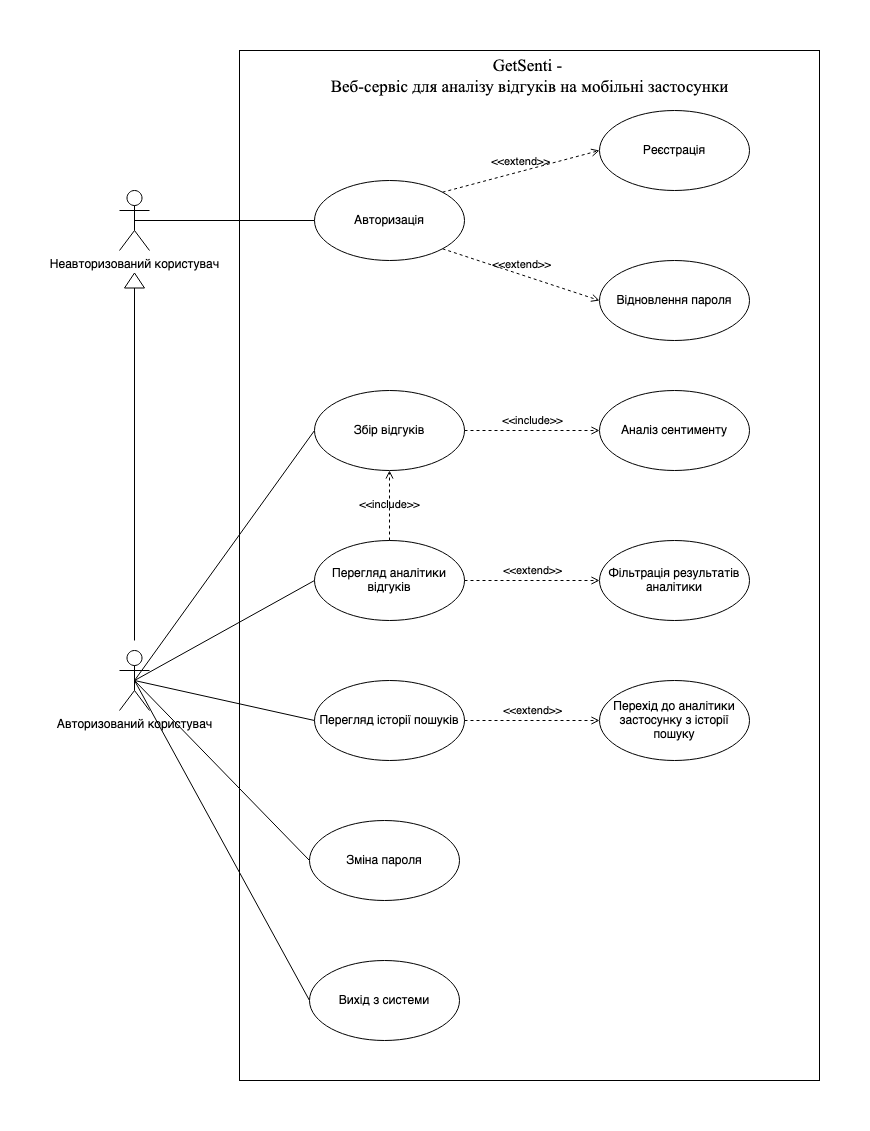 GetSenti -
Веб-сервіс для аналізу відгуків на мобільні застосунки
Реєстрація
<<extend>>
Авторизація
Неавторизований користувач
<<extend>>
Відновлення пароля
Збір відгуків
<<include>>
Аналіз сентименту
<<include>>
Перегляд аналітики
відгуків
<<extend>>
Фільтрація результатів
аналітики
Авторизований користувач
Перегляд історії пошуків
<<extend>>
Перехід до аналітики
застосунку з історії
пошуку
Зміна пароля
Вихід з системи